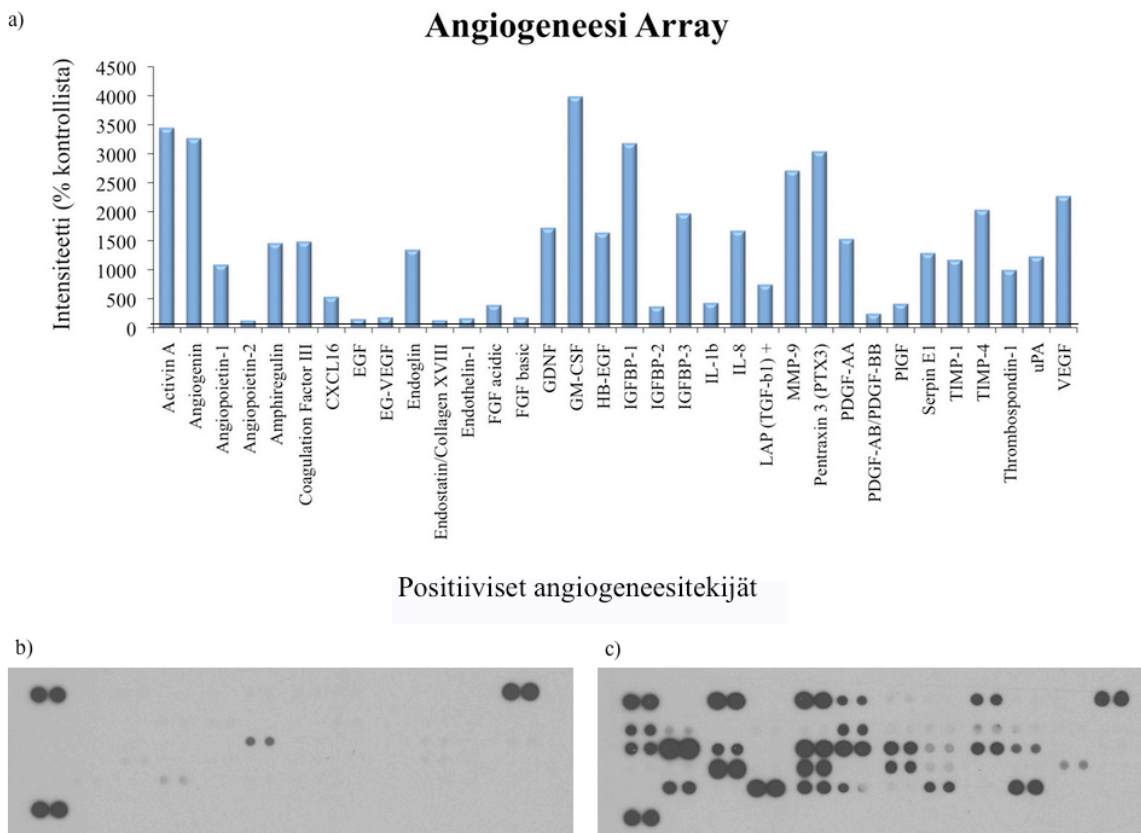 a)
Angiogeneesi Array
Intensiteetti (% kontrollista)
4500
4000
3500
3000
2500
2000
1500
1000
500
0
Activin A
Angiogenin
Angiopoietin-1
Angiopoietin-2
Amphiregulin
Coagulation Factor III
CXCL16
EGF
EG-VEGF
Endoglin
Endostatin/Collagen XVIII
Endothelin-1
FGF acidic
FGF basic
GDNF
GM-CSF
HB-EGF
IGFBP-1
IGFBP-2
IGFBP-3
IL-1b
IL-8
LAP (TGF-b1) +
MMP-9
Pentraxin 3 (PTX3)
PDGF-AA
PDGF-AB/PDGF-BB
PlGF
Serpin E1
TIMP-1
TIMP-4
Thrombospondin-1
uPA
VEGF
Positiiviset angiogeneesitekijät
b)
c)